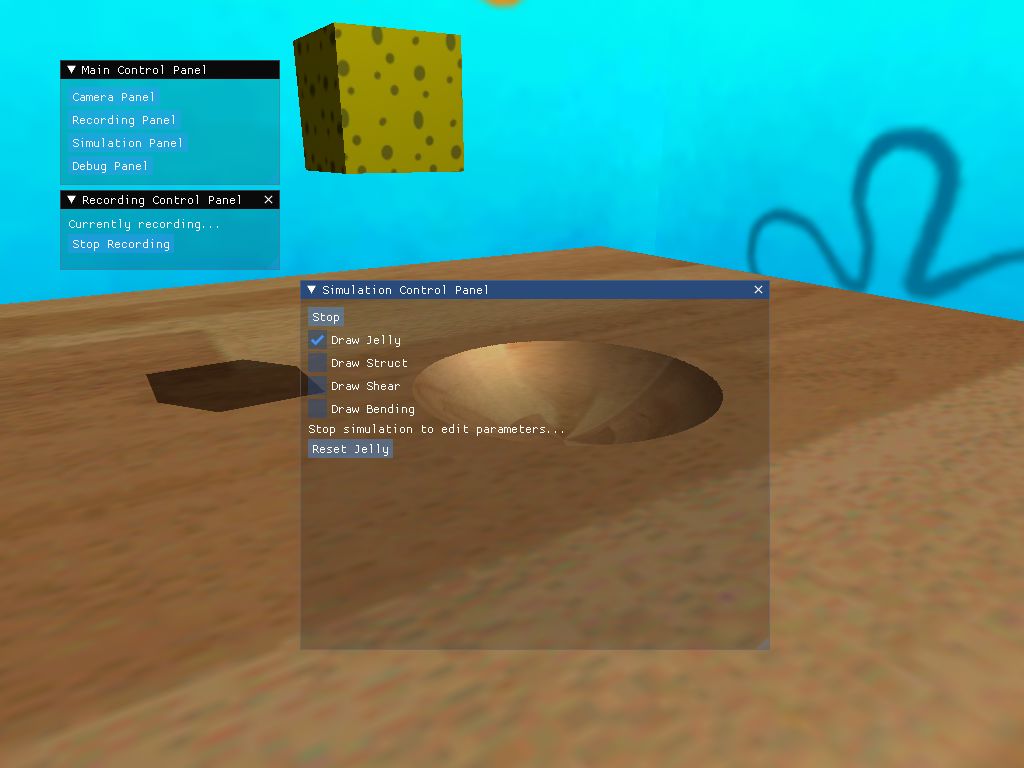 Main Control Panel
Camera Panel
Recording Panel
Simulation Panel
Debug Panel
Recording Control Panel
Currently recording...
Stop Recording
Simulation Control Panel
Stop
Draw Jelly
Draw Struct
Draw Shear
Draw Bending
Stop simulation to edit parameters...
Reset Jelly